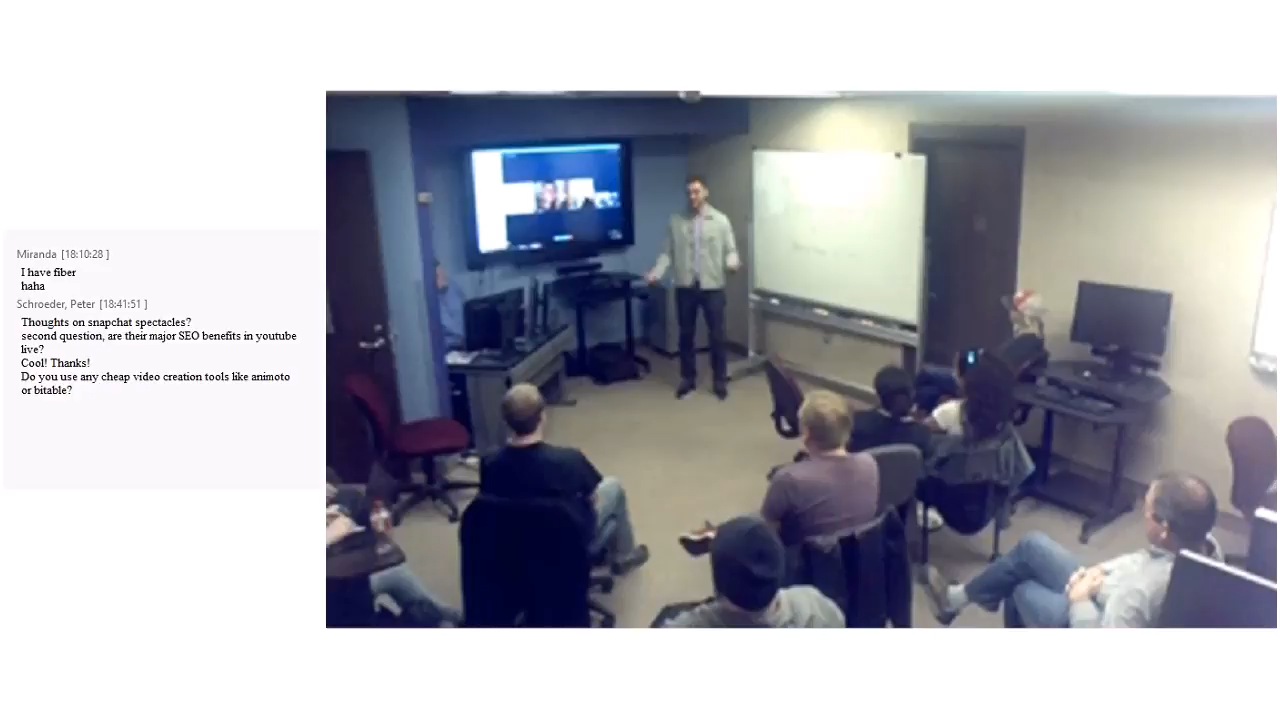 Miranda [18:10:28 ]
I have fiber
haha
Schroeder, Peter [18:41:51 ]
Thoughts on snapchat spectacles?
second question, are their major SEO benefits in youtube
live?
Cool! Thanks!
Do you use any cheap video creation tools like animoto
or bitable?